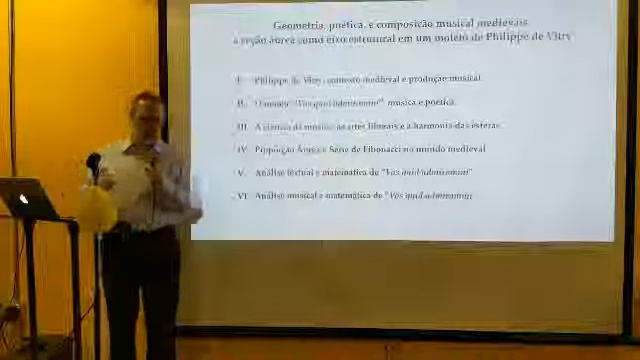 Geometria, poética, e composição musical medievais
a seção áurea como eixo estrutural em um moteto de Philippe de Vitry
I. Philippe de Vitry: contexto medieval e produção musical
II. O moteto "Vos quid admiramini" música e poética
III. A ciência da música, as artes liberais e a harmonia das esferas
IV. Proporção Áurea e Série de Fibonacci no mundo medieval
V. Análise textual e matemática de "Vos quid admiramini"
VI. Análise musical e matemática de "Vos quid admiramini